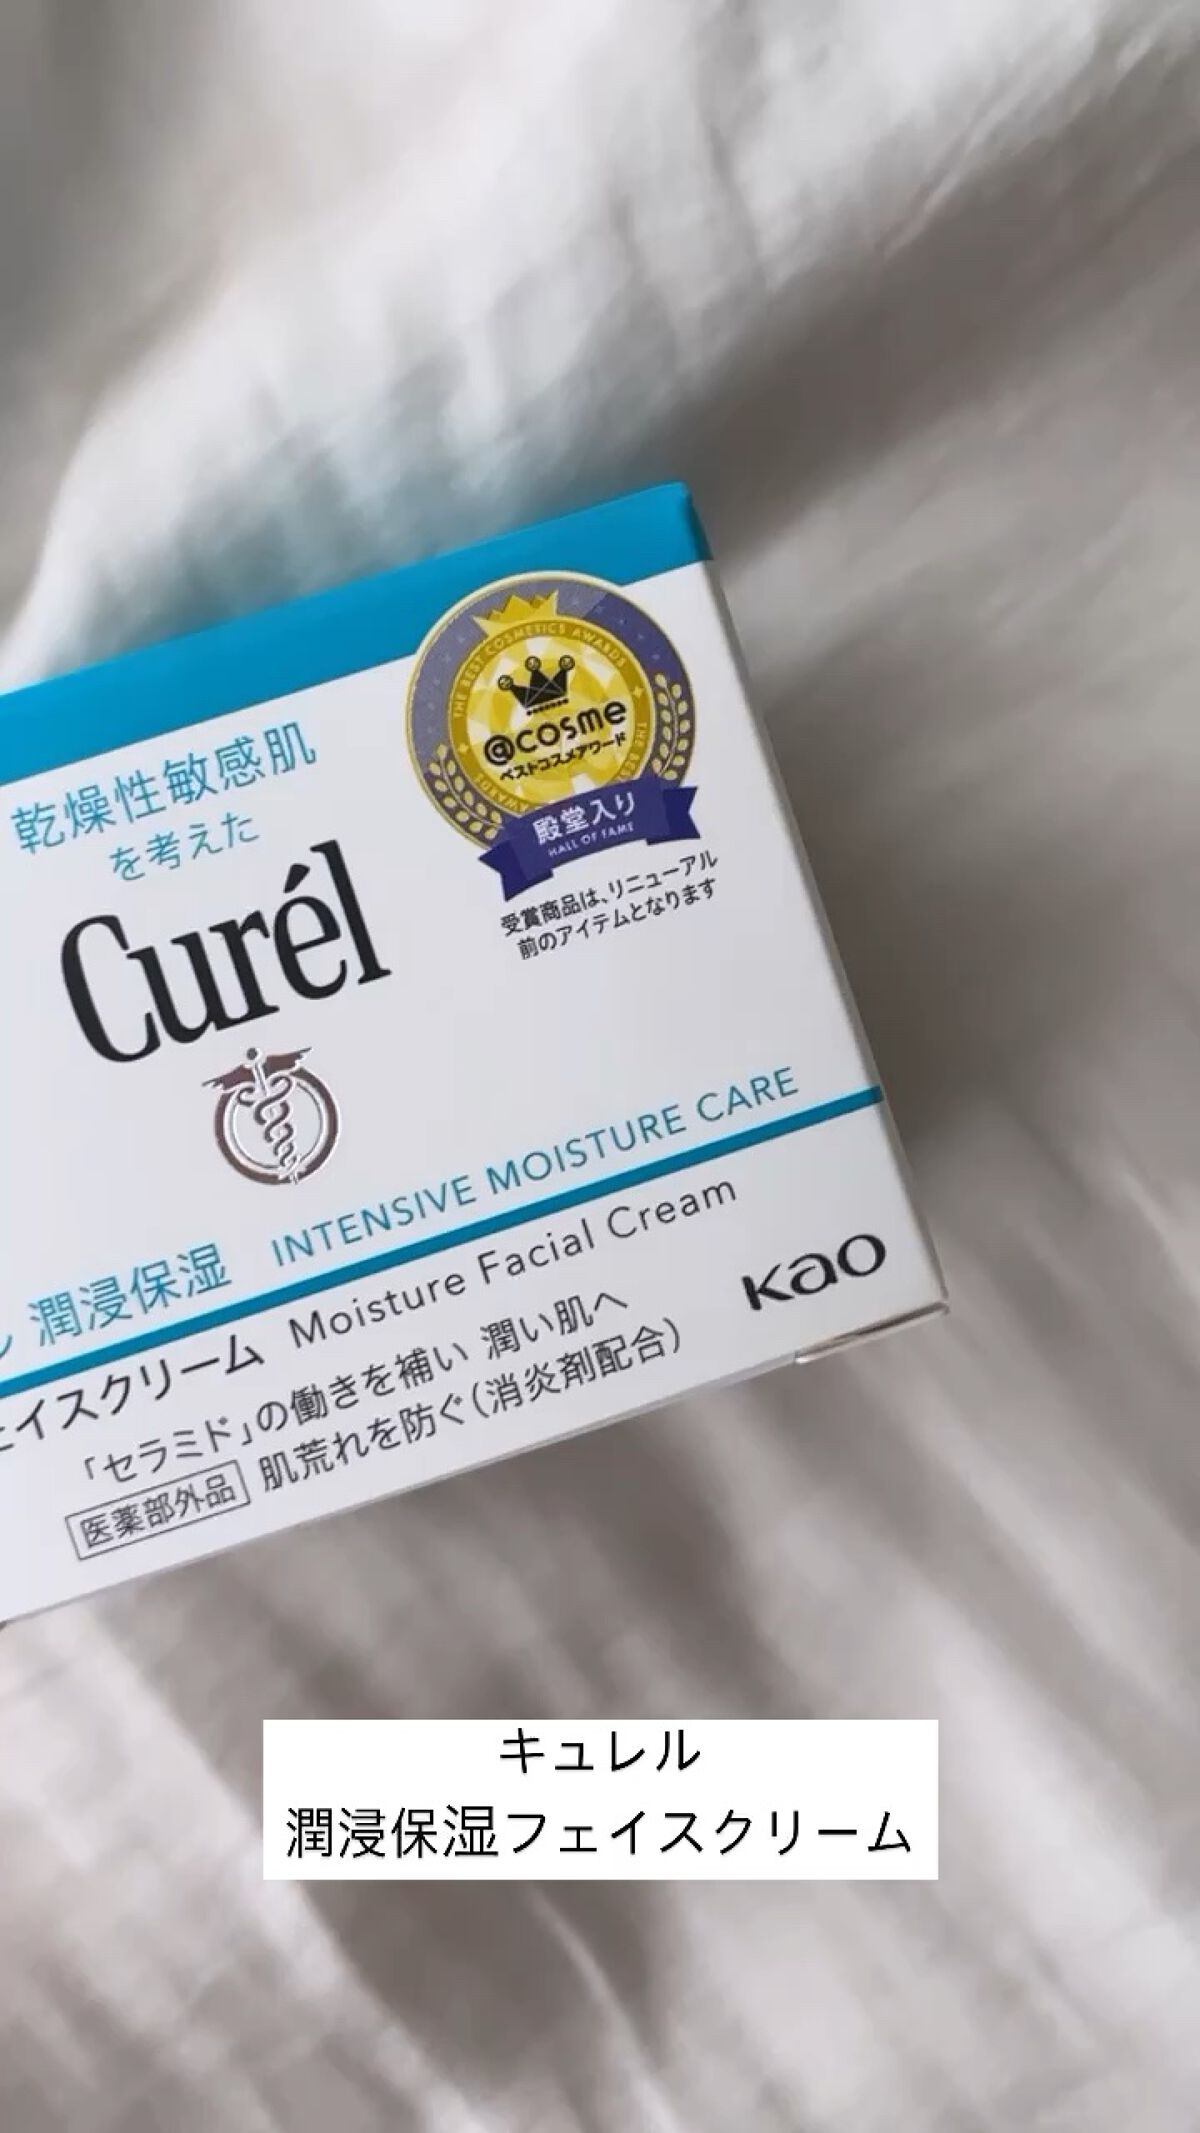 乾燥性敏感肌
を考えた
Curél
THE BEST COSMETICS AWARDS
@cosme
ベストコスメアワード
殿堂入り
HALL OF FAME
受賞商品は、リニューアル
前のアイテムとなります
潤浸保湿 INTENSIVE MOISTURE CARE
ェイスクリーム Moisture Facial Cream
「セラミド」の働きを補い 潤い肌へ
医薬部外品 肌荒れを防ぐ(消炎剤配合)
Kao
キュレル
潤浸保湿フェイスクリーム